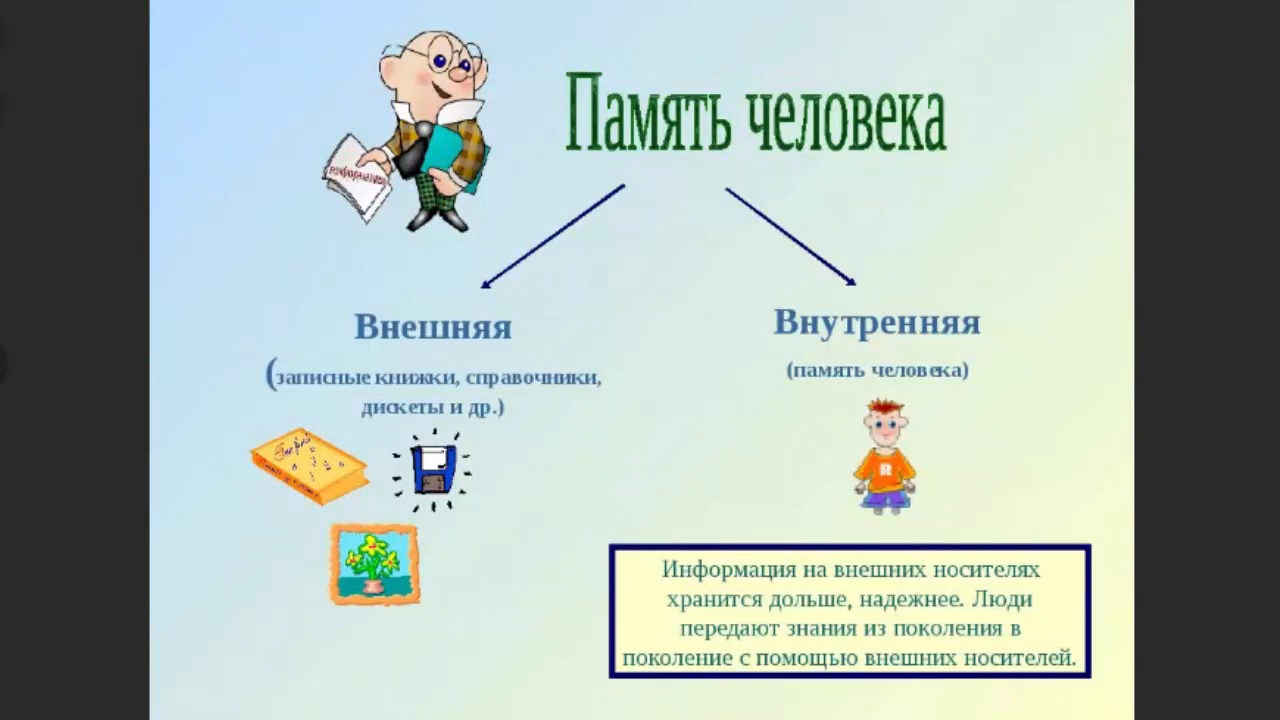 Память человека
информация
Внешняя
(записные книжки, справочники,
дискеты и др.)
Внутренняя
(память человека)
R
Информация на внешних носителях
хранится дольше, надежнее. Люди
передают знания из поколения в
поколение с помощью внешних носителей.